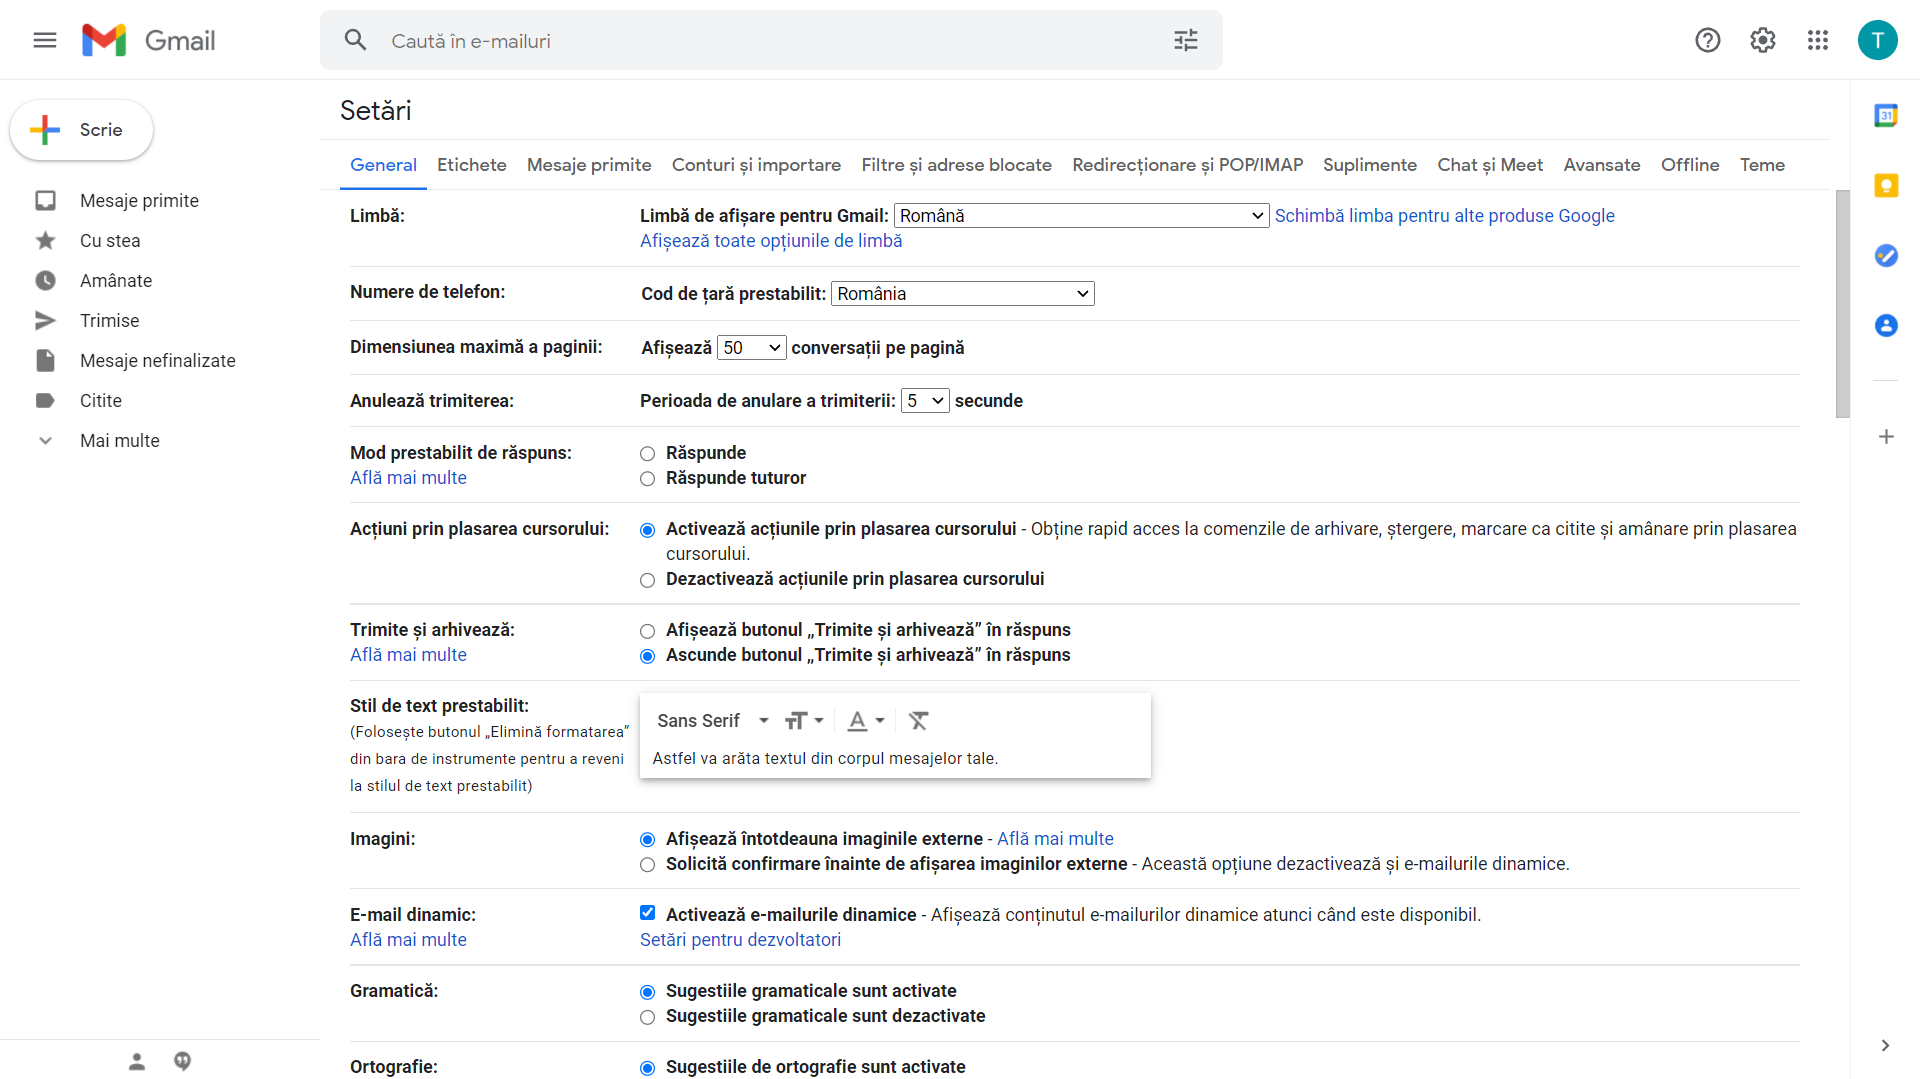 Gmail
Caută în e-mailuri
T
Scrie
Mesaje primite
Cu stea
Amânate
Trimise
Mesaje nefinalizate
Citite
Mai multe
Setări
General Etichete Mesaje primite Conturi și importare Filtre și adrese blocate Redirecționare și POP/IMAP Suplimente Chat și Meet Avansate Offline Teme
Limbă: Limbă de afișare pentru Gmail: Română Schimbă limba pentru alte produse Google
Afișează toate opțiunile de limbă
Numere de telefon: Cod de țară prestabilit: România
Dimensiunea maximă a paginii: Afișează 50 conversații pe pagină
Anulează trimiterea: Perioada de anulare a trimiterii: 5 secunde
Mod prestabilit de răspuns: Răspunde
Află mai multe Răspunde tuturor
Acțiuni prin plasarea cursorului: Activează acțiunile prin plasarea cursorului - Obține rapid acces la comenzile de arhivare, ștergere, marcare ca citite și amânare prin plasarea
cursorului.
Dezactivează acțiunile prin plasarea cursorului
Trimite și arhivează: Afișează butonul „Trimite și arhivează” în răspuns
Află mai multe Ascunde butonul „Trimite și arhivează” în răspuns
Stil de text prestabilit:
(Folosește butonul „Elimină formatarea”
din bara de instrumente pentru a reveni
la stilul de text prestabilit)
Sans Serif
Astfel va arăta textul din corpul mesajelor tale.
Imagini: Afișează întotdeauna imaginile externe - Află mai multe
Solicită confirmare înainte de afișarea imaginilor externe - Această opțiune dezactivează și e-mailurile dinamice.
E-mail dinamic: Activează e-mailurile dinamice - Afișează conținutul e-mailurilor dinamice atunci când este disponibil.
Află mai multe Setări pentru dezvoltatori
Gramatică: Sugestiile gramaticale sunt activate
Sugestiile gramaticale sunt dezactivate
Ortografie: Sugestiile de ortografie sunt activate
31